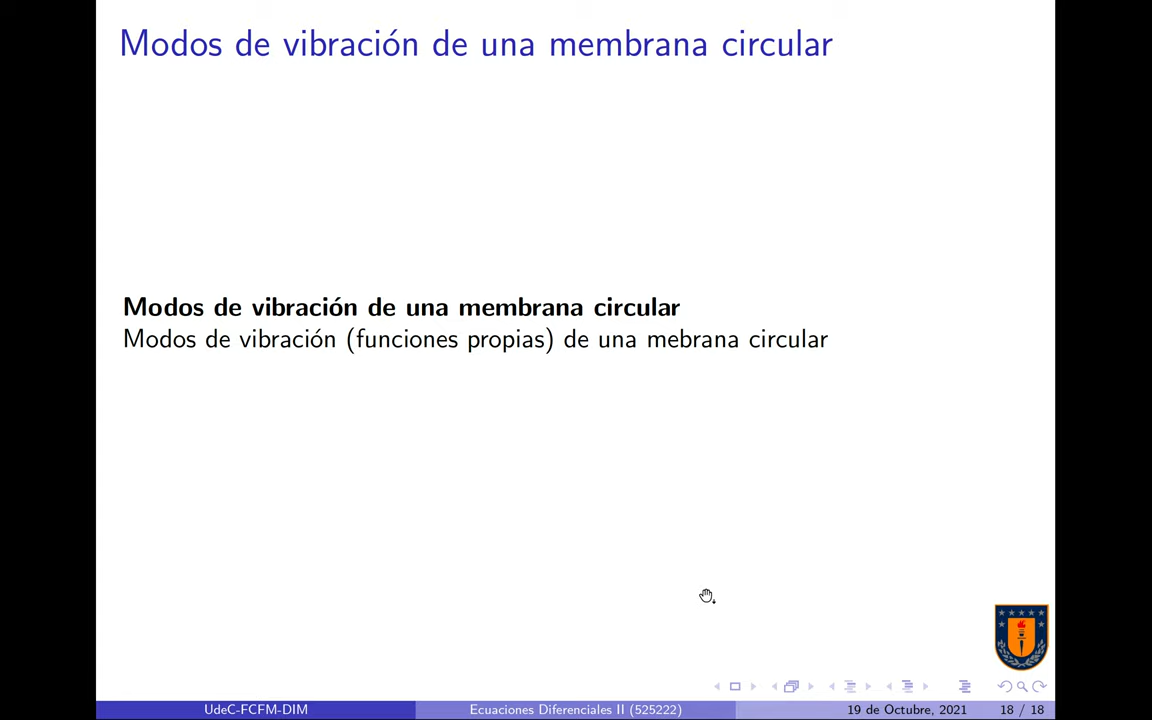 Modos de vibración de una membrana circular
Modos de vibración de una membrana circular
Modos de vibración (funciones propias) de una mebrana circular
UdeC-FCFM-DIM
Ecuaciones Diferenciales II (525222)
19 de Octubre, 2021
18 / 18